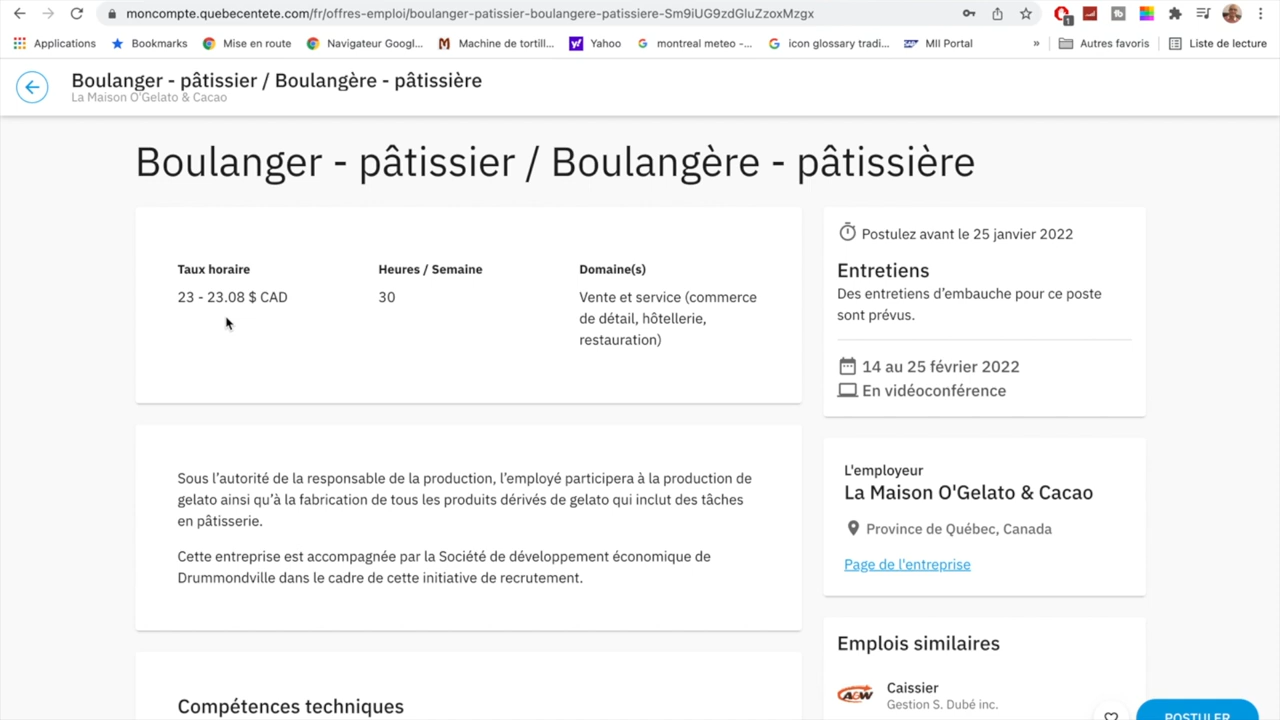 moncompte.quebecentete.com/fr/offres-emploi/boulanger-patissier-boulangere-patissiere-Sm9iUG9zdGluZzoxMzgx
1
Applications
Bookmarks
Mise en route
Navigateur Googl...
Machine de tortill...
Yahoo
montreal meteo -...
icon glossary tradi...
MII Portal
»
Autres favoris
Liste de lecture
Boulanger - pâtissier / Boulangère - pâtissière
La Maison O'Gelato & Cacao
Boulanger - pâtissier / Boulangère - pâtissière
Taux horaire
23 - 23.08 $ CAD
Heures / Semaine
30
Domaine(s)
Vente et service (commerce
de détail, hôtellerie,
restauration)
Sous l'autorité de la responsable de la production, l'employé participera à la production de
gelato ainsi qu'à la fabrication de tous les produits dérivés de gelato qui inclut des tâches
en pâtisserie.
Cette entreprise est accompagnée par la Société de développement économique de
Drummondville dans le cadre de cette initiative de recrutement.
Compétences techniques
Postulez avant le 25 janvier 2022
Entretiens
Des entretiens d'embauche pour ce poste
sont prévus.
14 au 25 février 2022
En vidéoconférence
L'employeur
La Maison O'Gelato & Cacao
Province de Québec, Canada
Page de l'entreprise
Emplois similaires
A&W
Caissier
Gestion S. Dubé inc.
POSTULER